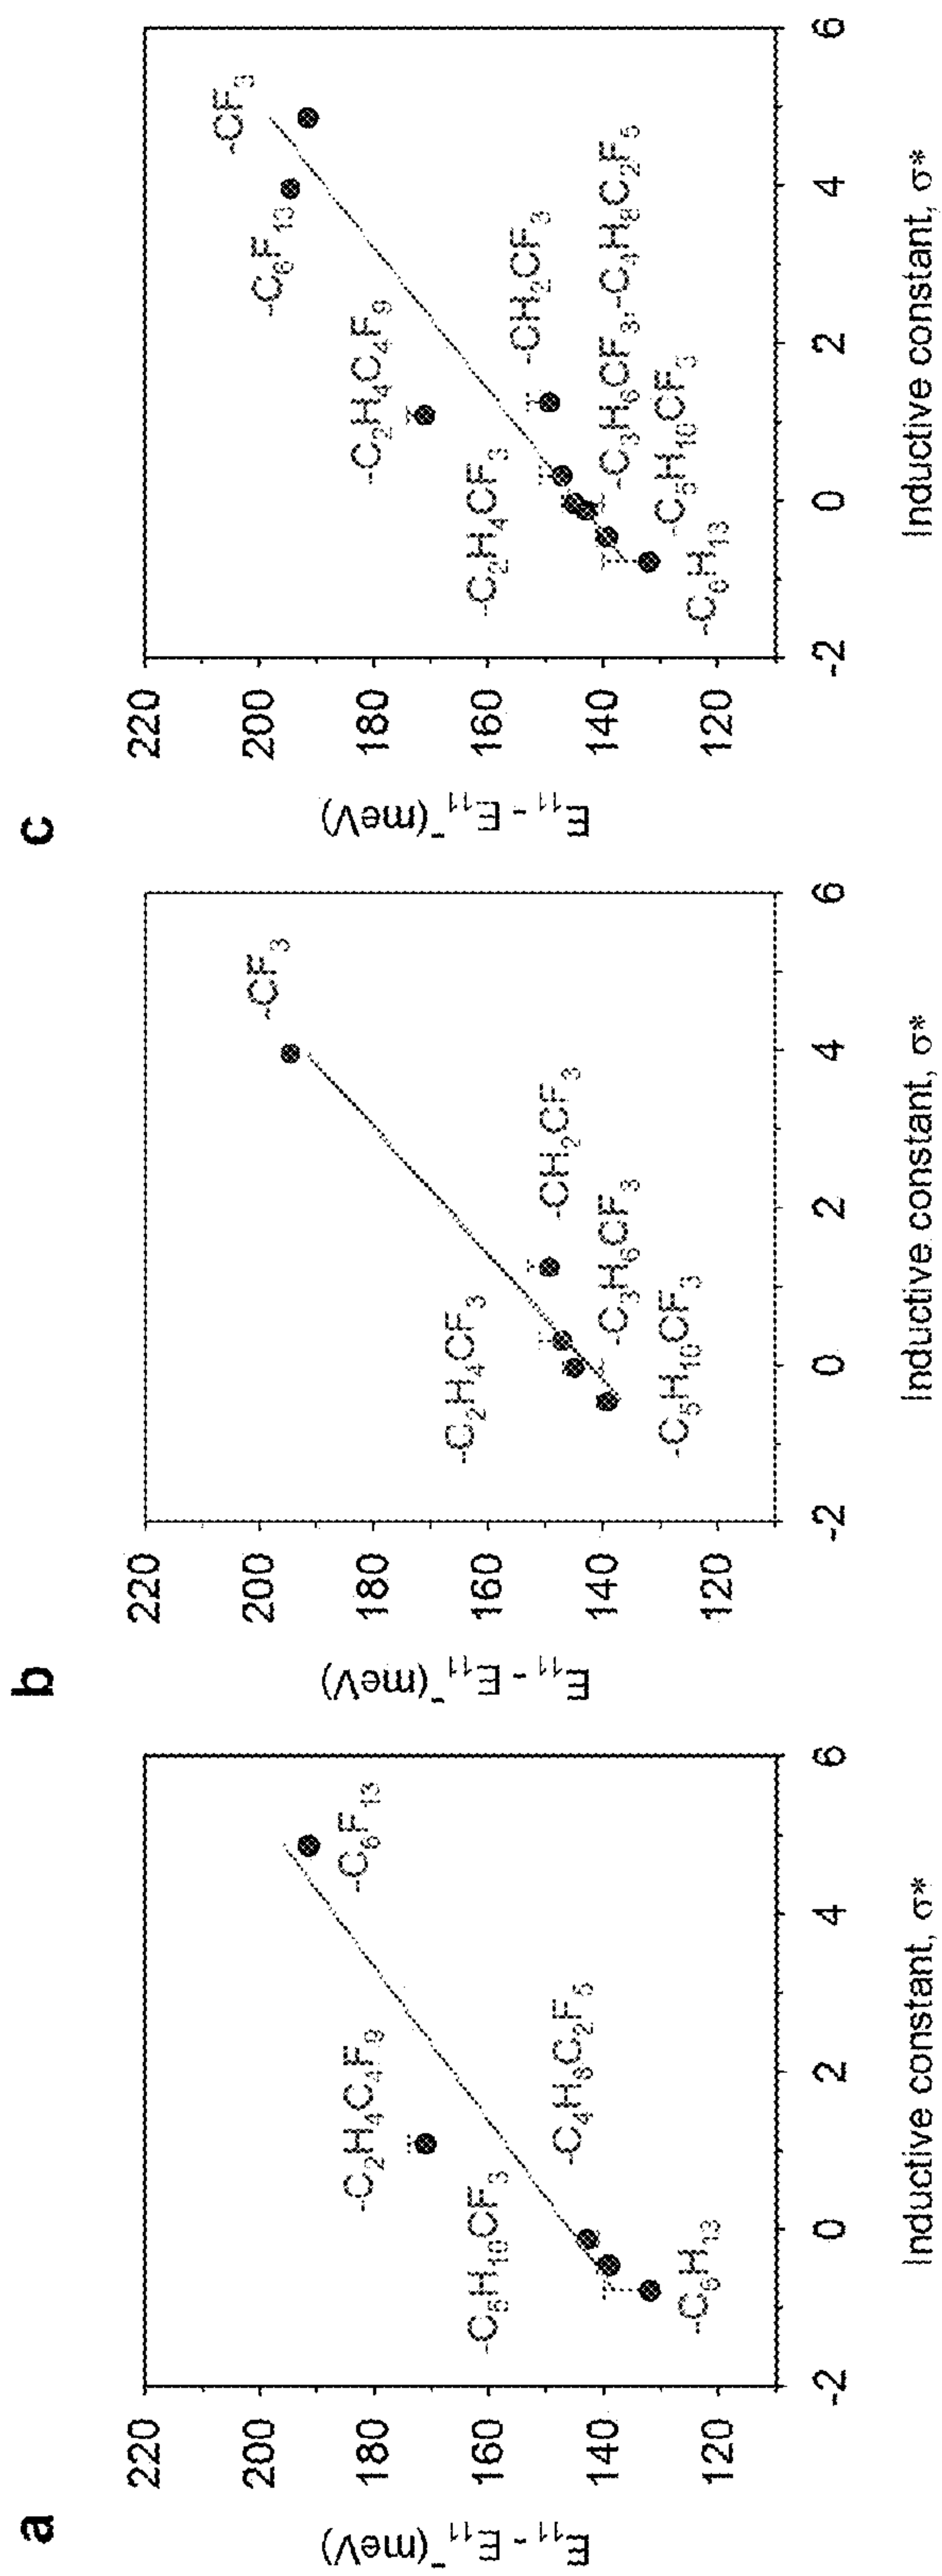 a
220
200
180
160
140
120
E₁₁ - E₁₁⁻ (meV)
-2
0
2
4
6
Inductive constant, σ*
-C₆F₁₃
-C₂H₄C₄F₉
-C₅H₁₀CF₃
-C₄H₈C₂F₅
-C₆H₁₃
b
220
200
180
160
140
120
E₁₁ - E₁₁⁻ (meV)
-2
0
2
4
6
Inductive constant, σ*
-CF₃
-C₂H₄CF₃
-CH₂CF₃
-C₃H₆CF₃
-C₅H₁₀CF₃
c
220
200
180
160
140
120
E₁₁ - E₁₁⁻ (meV)
-2
0
2
4
6
Inductive constant, σ*
-CF₃
-C₆F₁₃
-C₂H₄C₄F₉
-C₂H₄CF₃
-CH₂CF₃
-C₃H₆CF₃,-C₄H₈C₂F₅
-C₅H₁₀CF₃
-C₆H₁₃